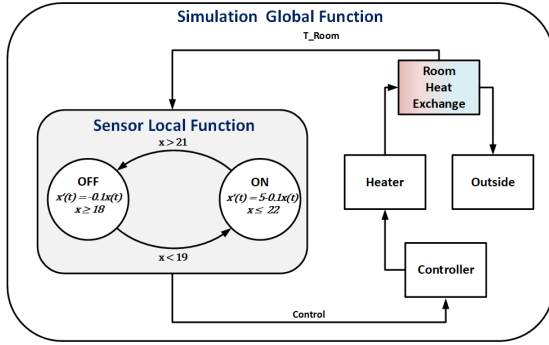 Simulation Global Function
T_Room
Room
Heat
Exchange
Sensor Local Function
x > 21
OFF
x'(t) = -0.1x(t)
x ≥ 18
ON
x'(t) = 5-0.1x(t)
x ≤ 22
x < 19
Heater
Outside
Controller
Control